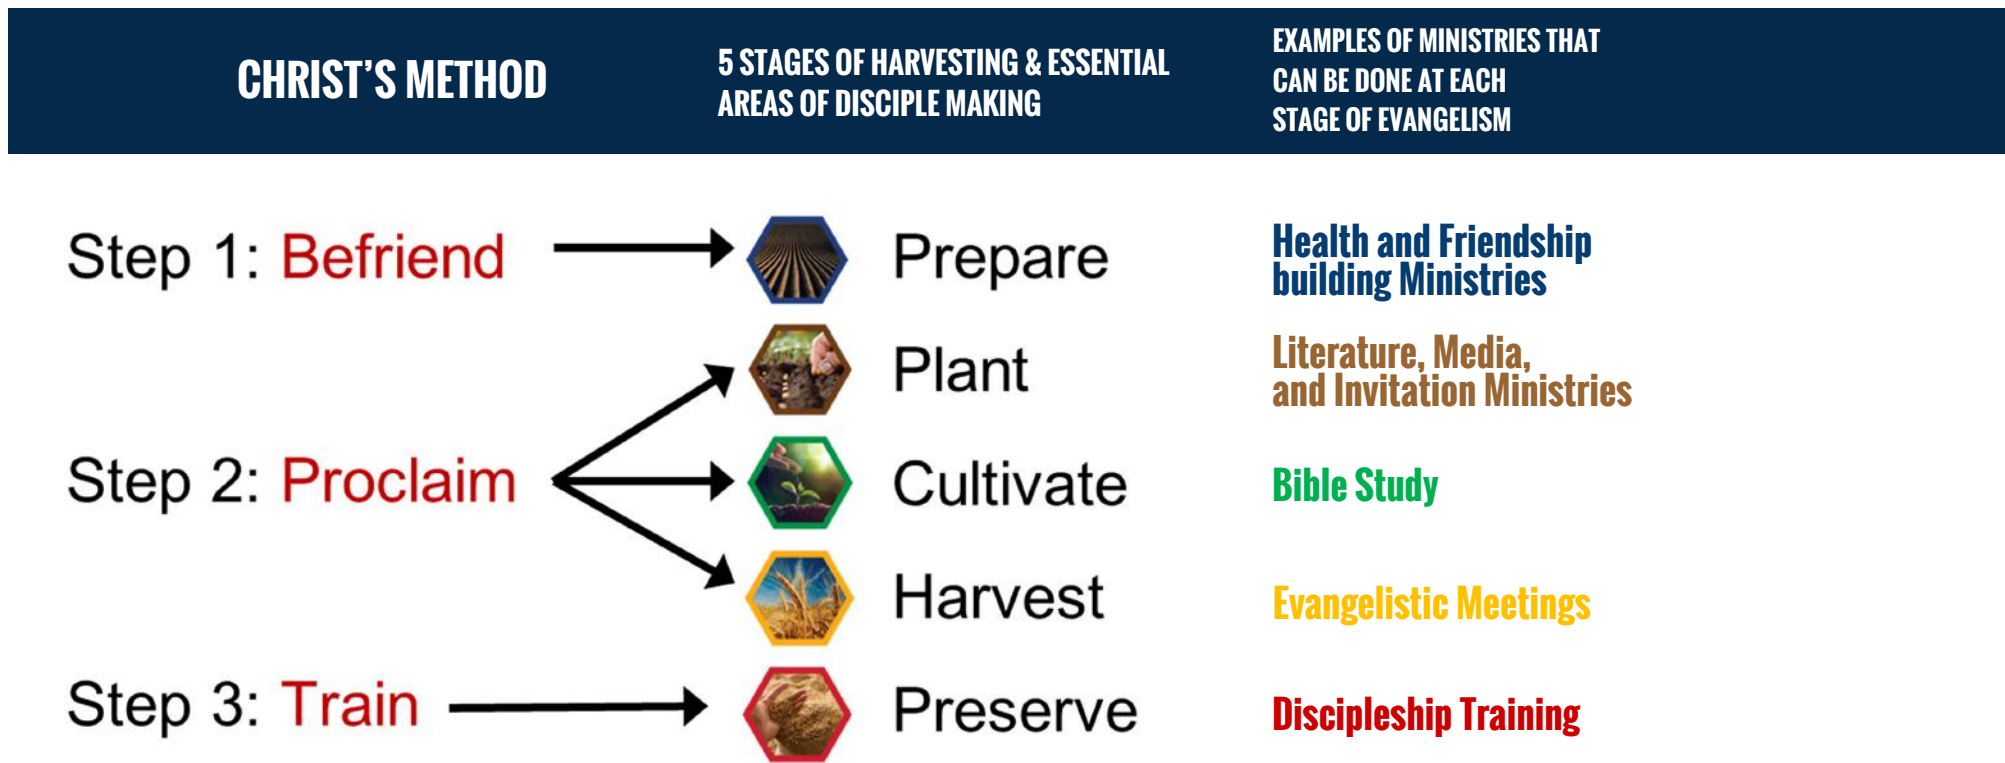 CHRIST'S METHOD
5 STAGES OF HARVESTING & ESSENTIAL
AREAS OF DISCIPLE MAKING
EXAMPLES OF MINISTRIES THAT
CAN BE DONE AT EACH
STAGE OF EVANGELISM
Step 1: Befriend
Prepare
Health and Friendship
building Ministries
Plant
Literature, Media,
and Invitation Ministries
Step 2: Proclaim
Cultivate
Bible Study
Harvest
Evangelistic Meetings
Step 3: Train
Preserve
Discipleship Training